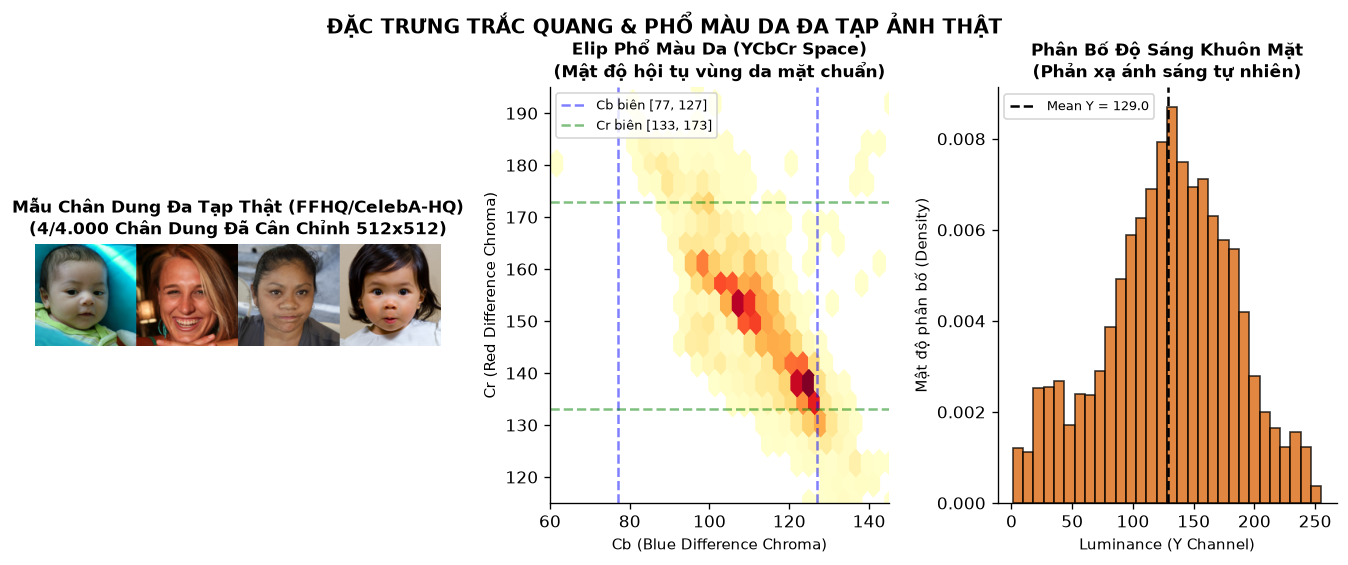 ĐẶC TRƯNG TRẮC QUANG & PHỔ MÀU DA ĐA TẠP ẢNH THẬT
Mẫu Chân Dung Đa Tạp Thật (FFHQ/CelebA-HQ)
(4/4.000 Chân Dung Đã Cân Chỉnh 512x512)
Elip Phổ Màu Da (YCbCr Space)
(Mật độ hội tụ vùng da mặt chuẩn)
Cb biên [77, 127]
Cr biên [133, 173]
Cr (Red Difference Chroma)
190
180
170
160
150
140
130
120
60
80
100
120
140
Cb (Blue Difference Chroma)
Phân Bố Độ Sáng Khuôn Mặt
(Phản xạ ánh sáng tự nhiên)
Mean Y = 129.0
Mật độ phân bố (Density)
0.008
0.006
0.004
0.002
0.000
0
50
100
150
200
250
Luminance (Y Channel)